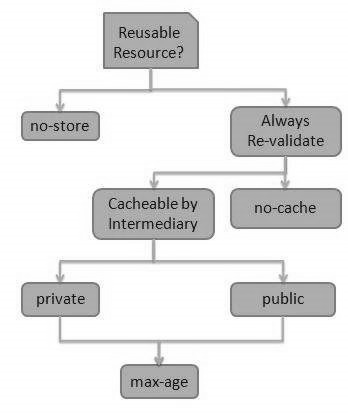 Reusable
Resource?
no-store
Always
Re-validate
Cacheable by
Intermediary
no-cache
private
public
max-age